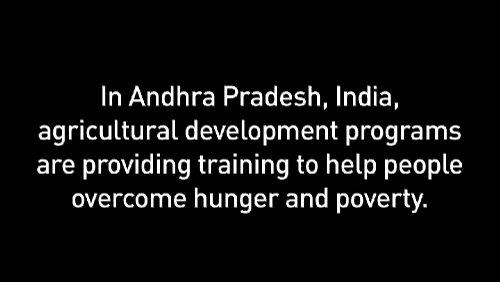 In Andhra Pradesh, India,
agricultural development programs
are providing training to help people
overcome hunger and poverty.